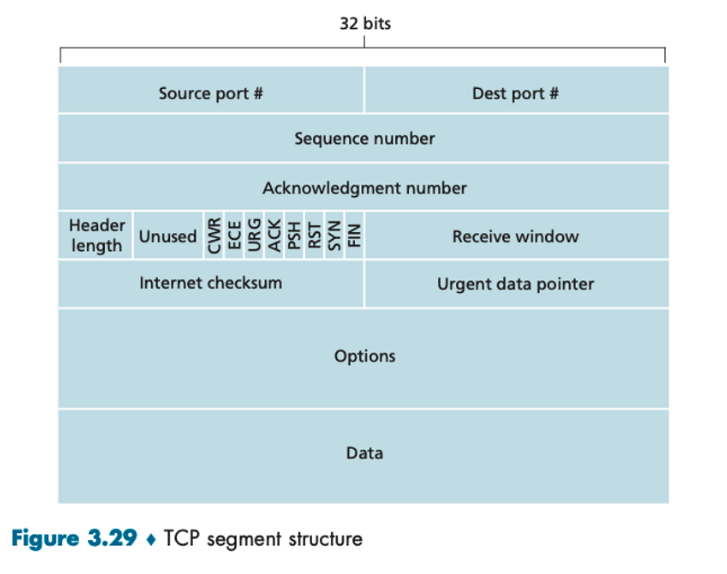 32 bits
Source port #
Dest port #
Sequence number
Acknowledgment number
Header
length
Unused
CWR
ECE
URG
ACK
PSH
RST
SYN
FIN
Receive window
Internet checksum
Urgent data pointer
Options
Data
Figure 3.29 ♦ TCP segment structure